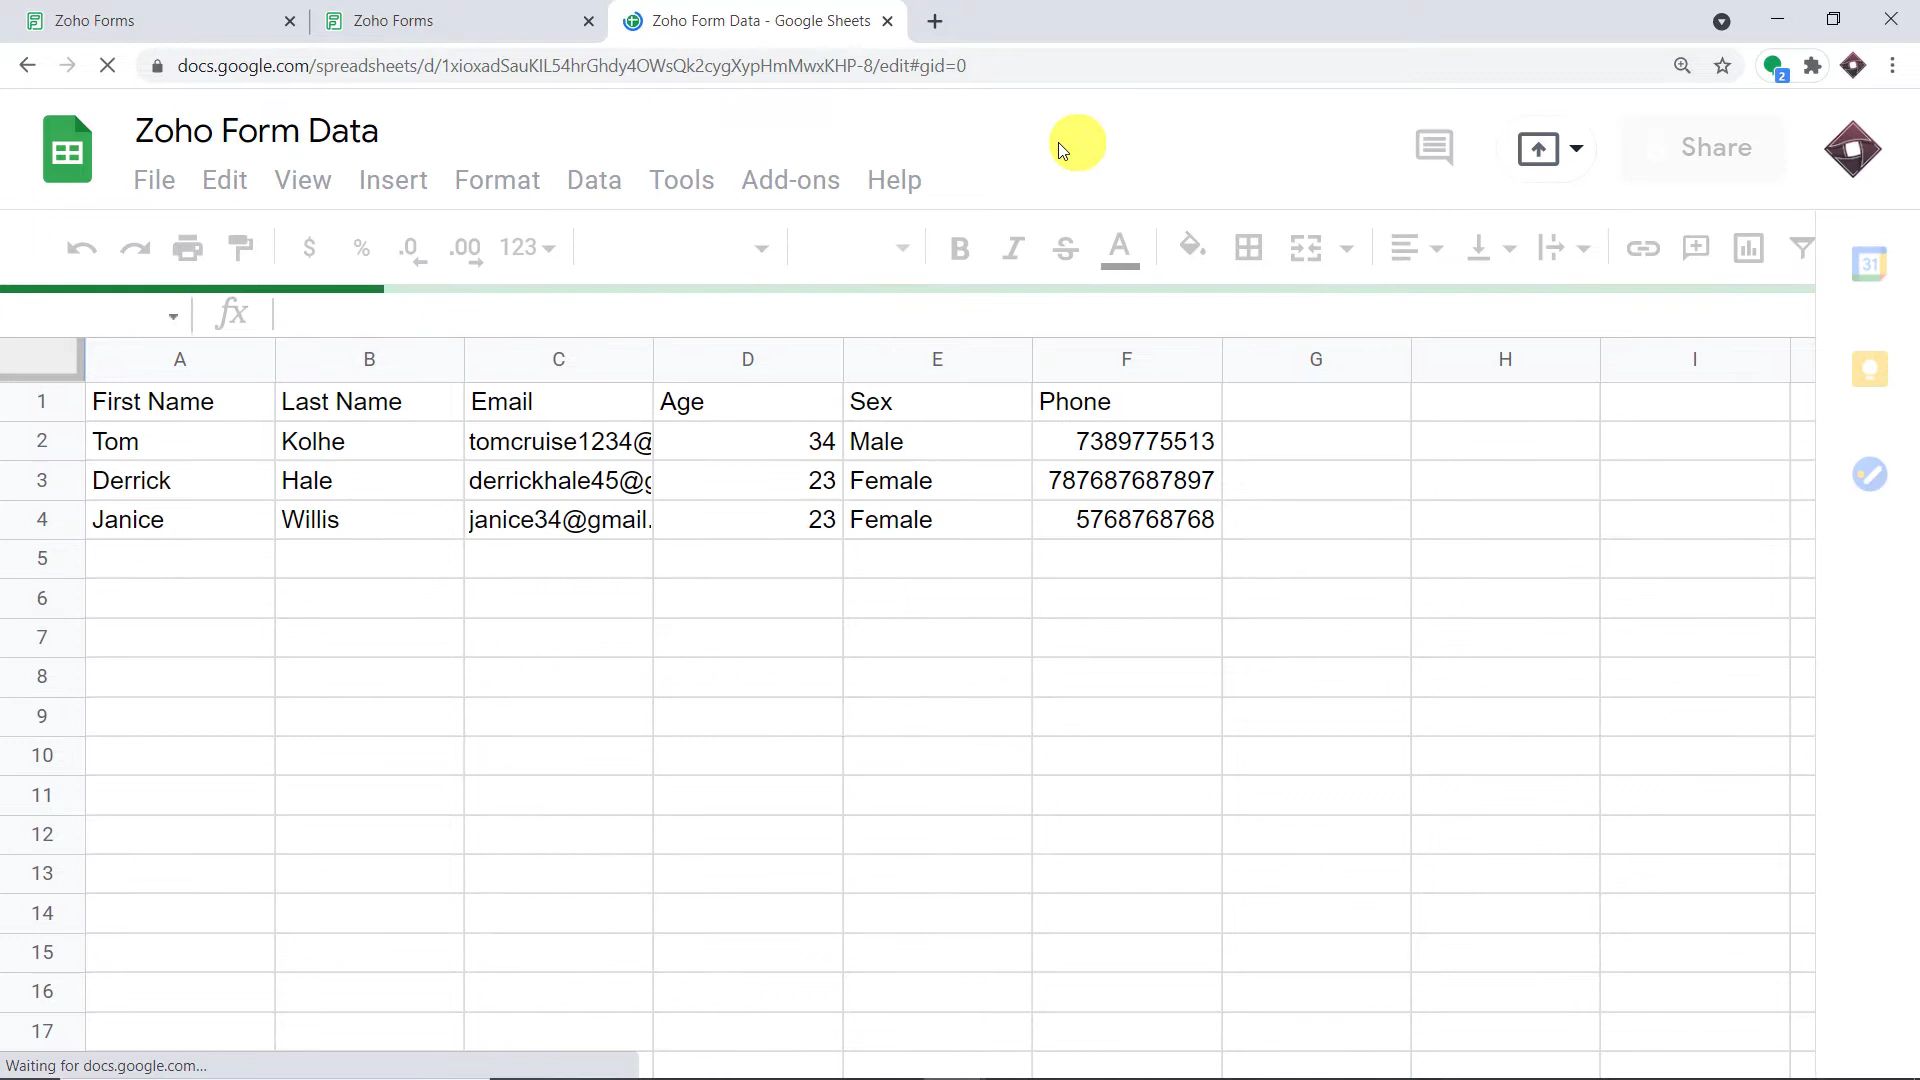 Zoho Forms
Zoho Forms
Zoho Form Data - Google Sheets
docs.google.com/spreadsheets/d/1xioxadSauKIL54hrGhdy4OWsQk2cygXypHmMwxKHP-8/edit#gid=0
2
Zoho Form Data
File Edit View Insert Format Data Tools Add-ons Help
Share
$ % .0 .00 123 B I S A
31
fx
A B C D E F G H I
1 First Name Last Name Email Age Sex Phone
2 Tom Kolhe tomcruise1234@ 34 Male 7389775513
3 Derrick Hale derrickhale45@g 23 Female 787687687897
4 Janice Willis janice34@gmail. 23 Female 5768768768
5
6
7
8
9
10
11
12
13
14
15
16
17
Waiting for docs.google.com...